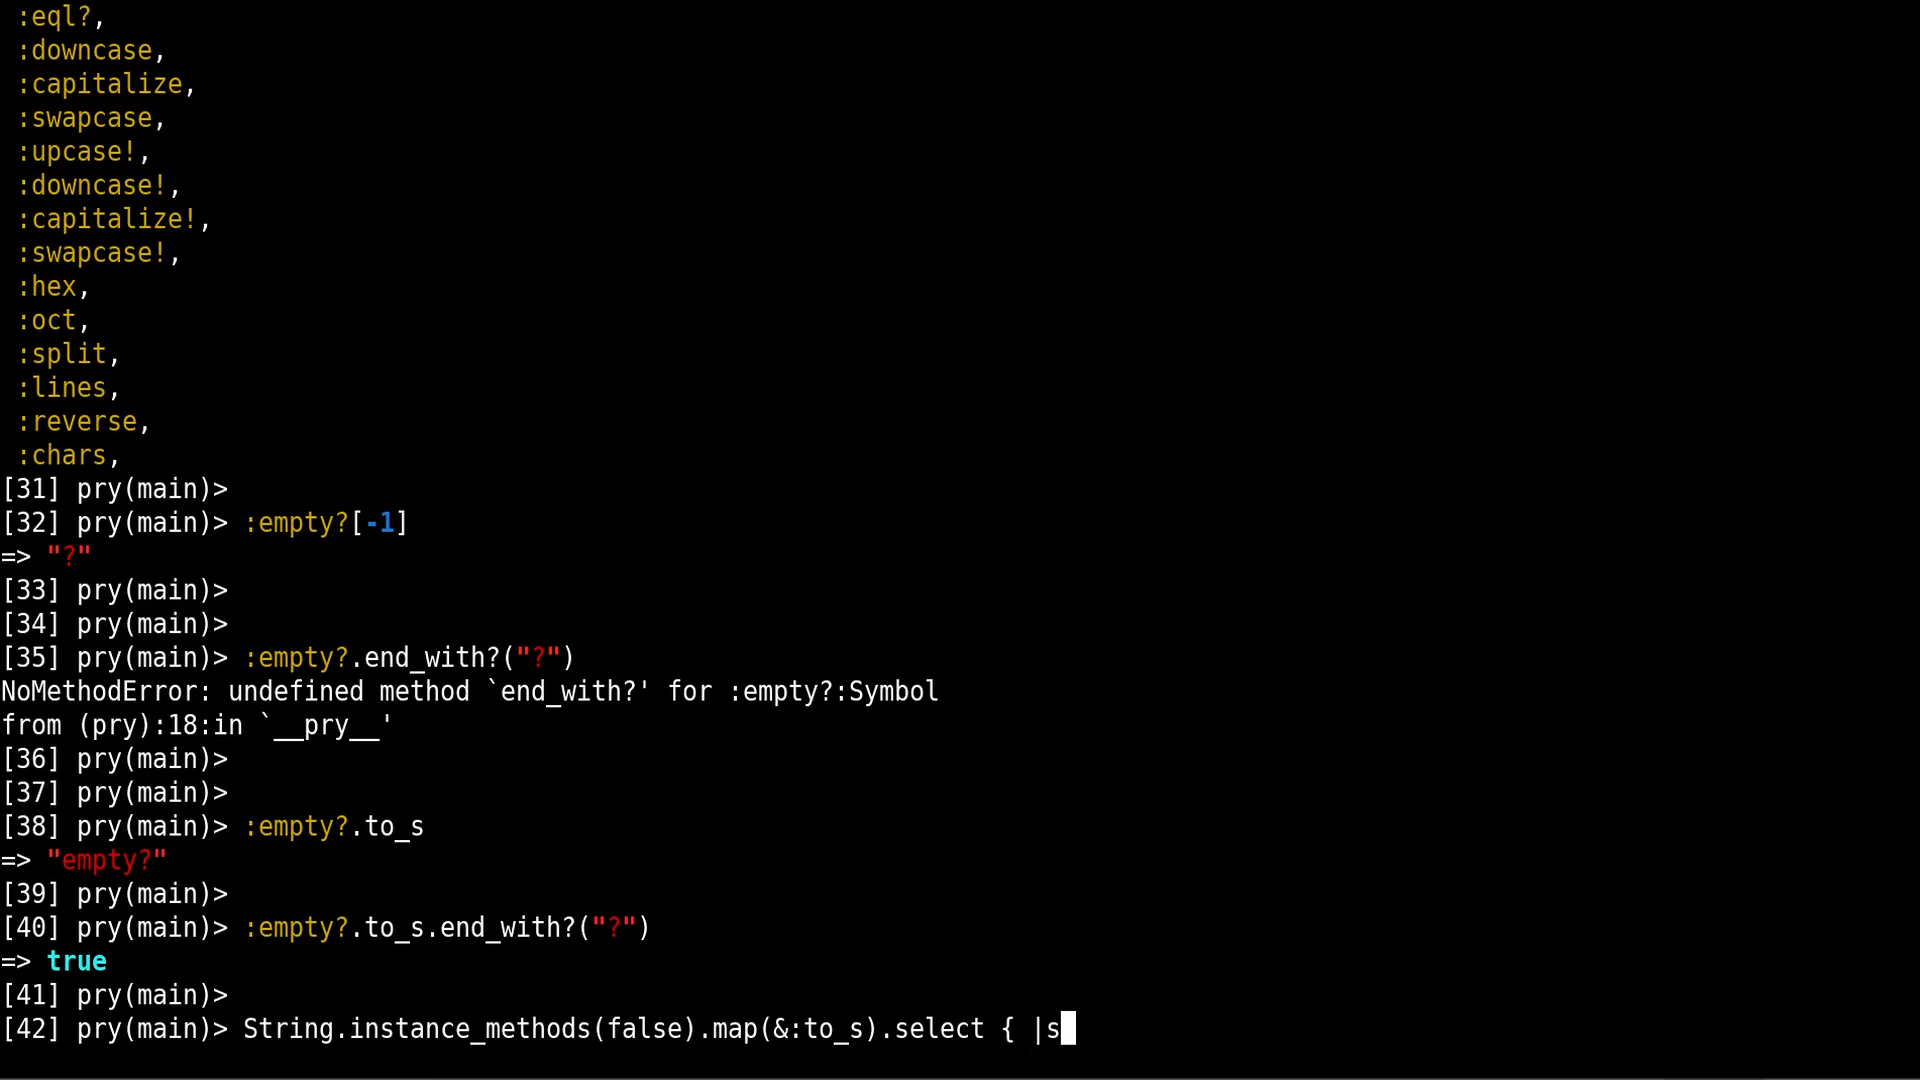 :eql?,
:downcase,
:capitalize,
:swapcase,
:upcase!,
:downcase!,
:capitalize!,
:swapcase!,
:hex,
:oct,
:split,
:lines,
:reverse,
:chars,
[31] pry(main)>
[32] pry(main)> :empty?[-1]
=> "?"
[33] pry(main)>
[34] pry(main)>
[35] pry(main)> :empty?.end_with?("?")
NoMethodError: undefined method `end_with?' for :empty?:Symbol
from (pry):18:in `__pry__'
[36] pry(main)>
[37] pry(main)>
[38] pry(main)> :empty?.to_s
=> "empty?"
[39] pry(main)>
[40] pry(main)> :empty?.to_s.end_with?("?")
=> true
[41] pry(main)>
[42] pry(main)> String.instance_methods(false).map(&:to_s).select { |s